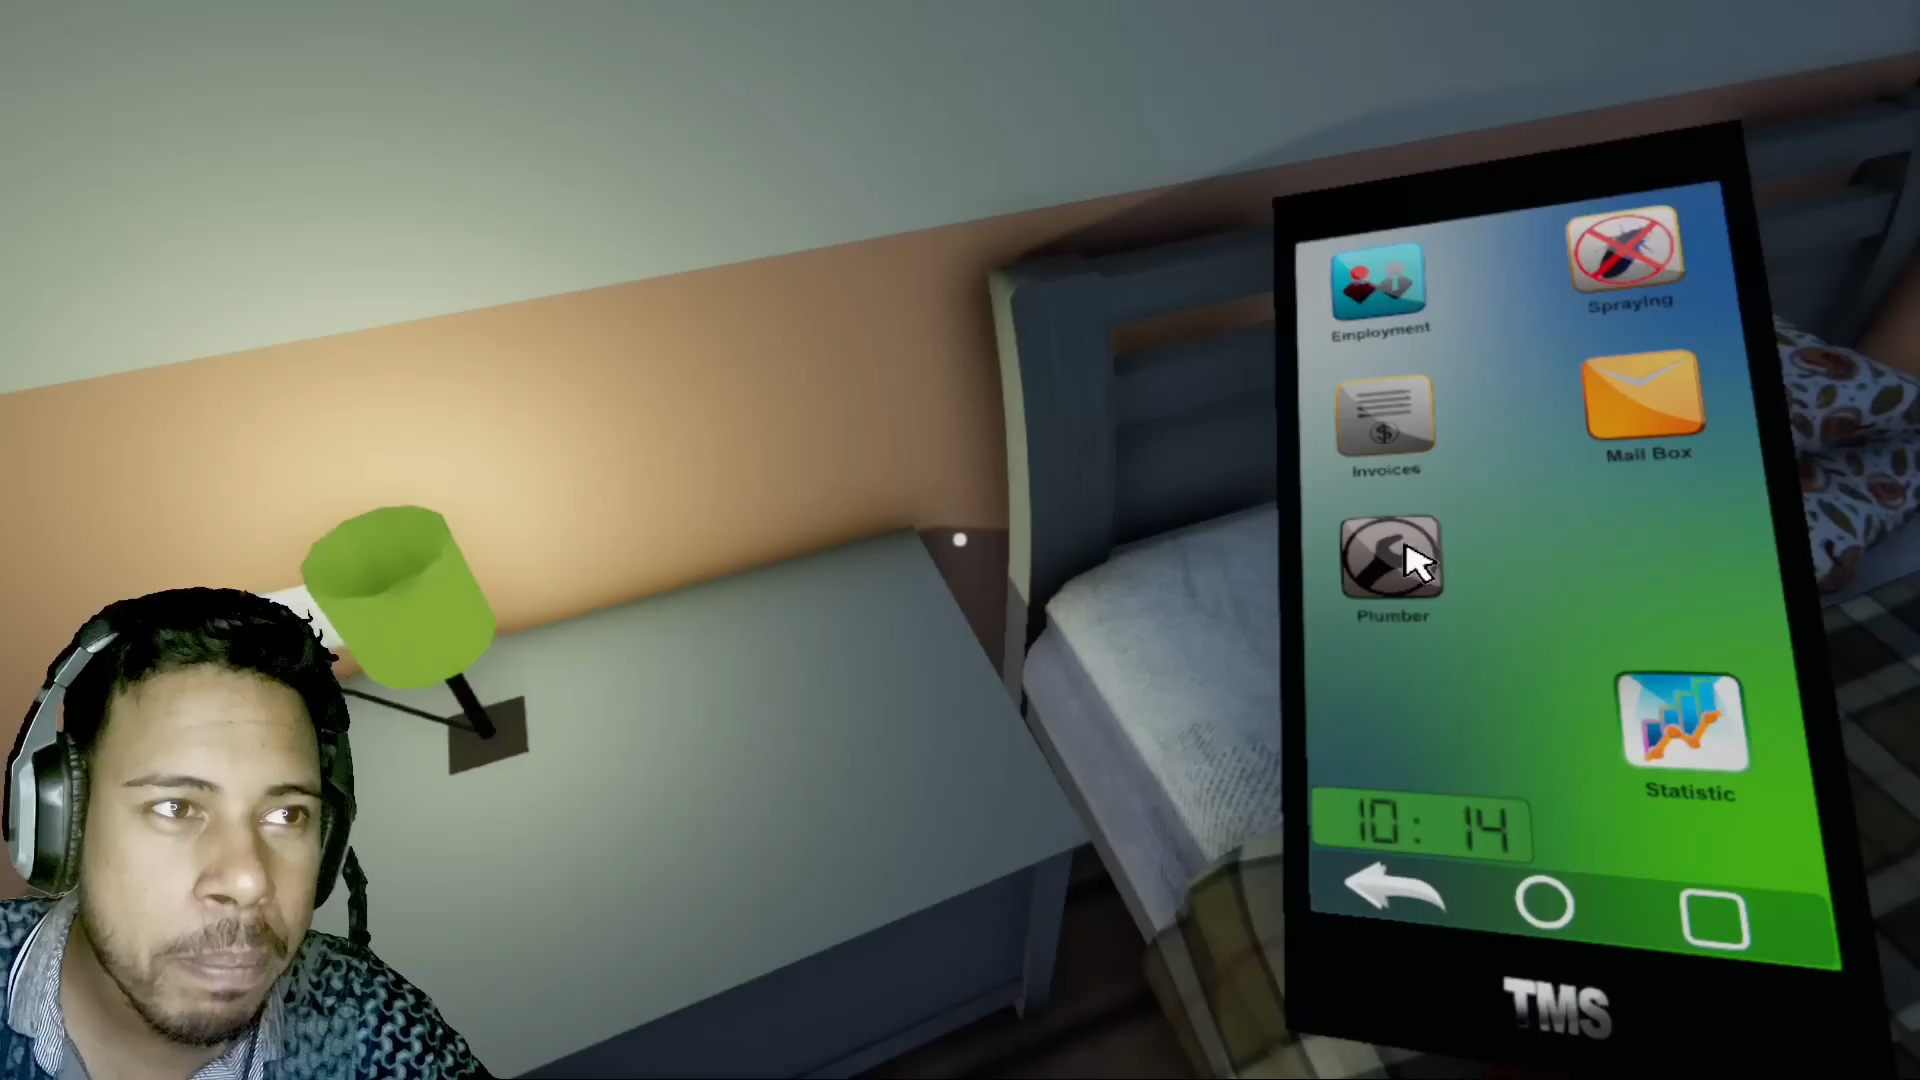 Employment
Spraying
Invoices
Mail Box
Plumber
Statistic
10:14
TMS